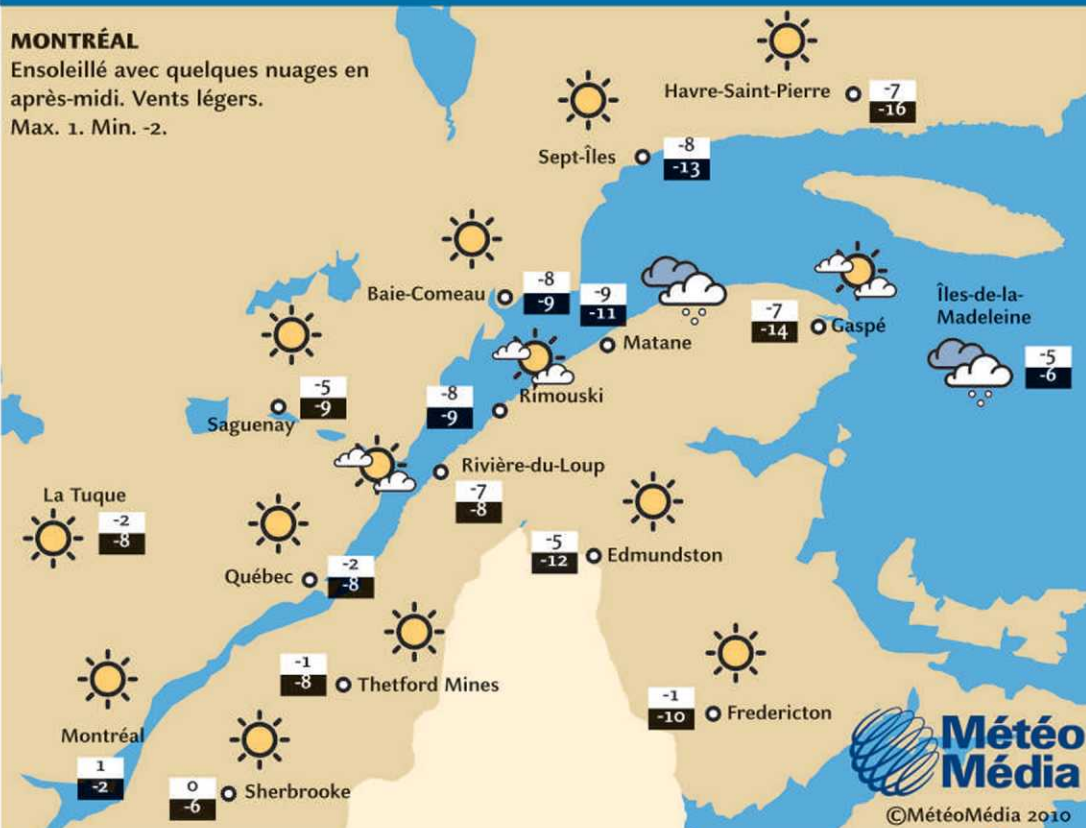 MONTRÉAL
Ensoleillé avec quelques nuages en
après-midi. Vents légers.
Max. 1. Min. -2.
Havre-Saint-Pierre
-7
-16
Sept-Îles
-8
-13
Baie-Comeau
-8
-9
-9
-11
Matane
-7
-14
Gaspé
Îles-de-la-
Madeleine
-5
-6
Saguenay
-5
-9
-8
-9
Rimouski
Rivière-du-Loup
-7
-8
La Tuque
-2
-8
Québec
-2
-8
-5
-12
Edmundston
-1
-8
Thetford Mines
-1
-10
Fredericton
Montréal
1
-2
0
-6
Sherbrooke
Météo
Média
©MétéoMédia 2010